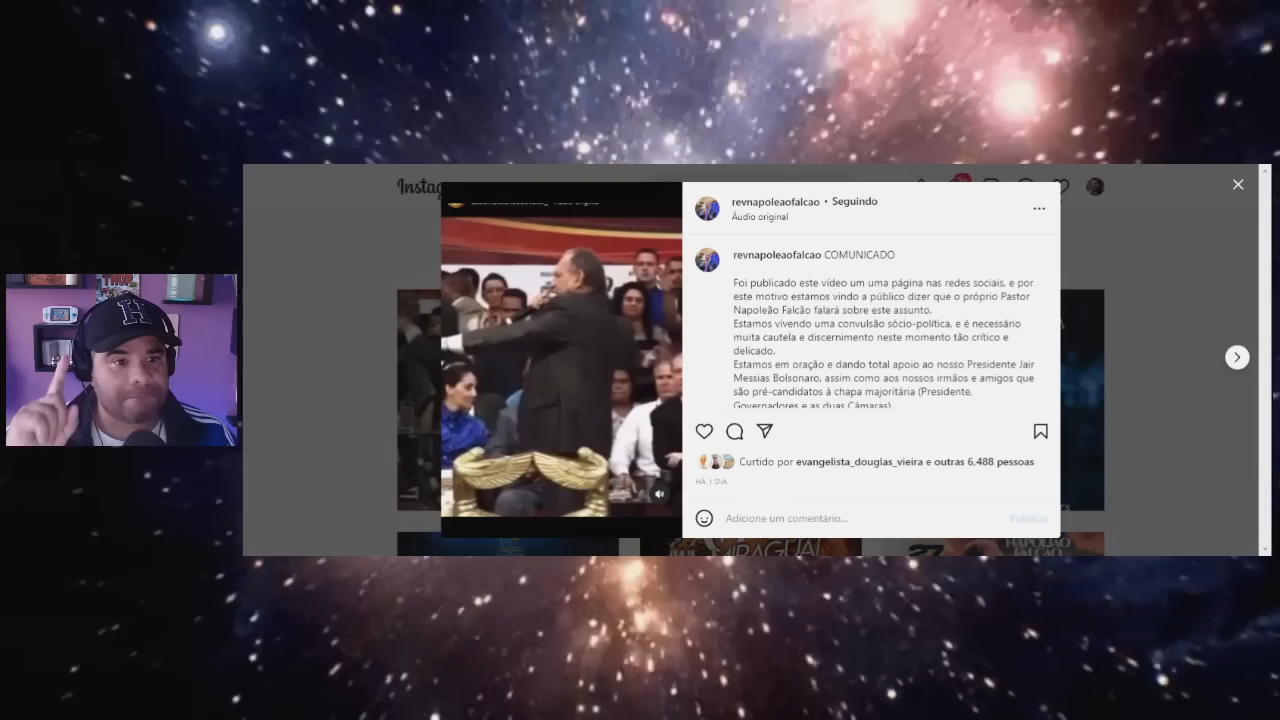 Instag
revnapoleaofalcao • Seguindo
Áudio original
revnapoleaofalcao COMUNICADO
Foi publicado este vídeo um uma página nas redes sociais, e por
este motivo estamos vindo a público dizer que o próprio Pastor
Napoleão Falcão falará sobre este assunto.
Estamos vivendo uma convulsão sócio-política, e é necessário
muita cautela e discernimento neste momento tão crítico e
delicado.
Estamos em oração e dando total apoio ao nosso Presidente Jair
Messias Bolsonaro, assim como aos nossos irmãos e amigos que
são pré-candidatos à chapa majoritária (Presidente,
Governadores e as duas Câmaras)
Curtido por evangelista_douglas_vieira e outras 6.488 pessoas
HÁ 1 DIA
Adicione um comentário...
Publicar
H
27
FALCÃO